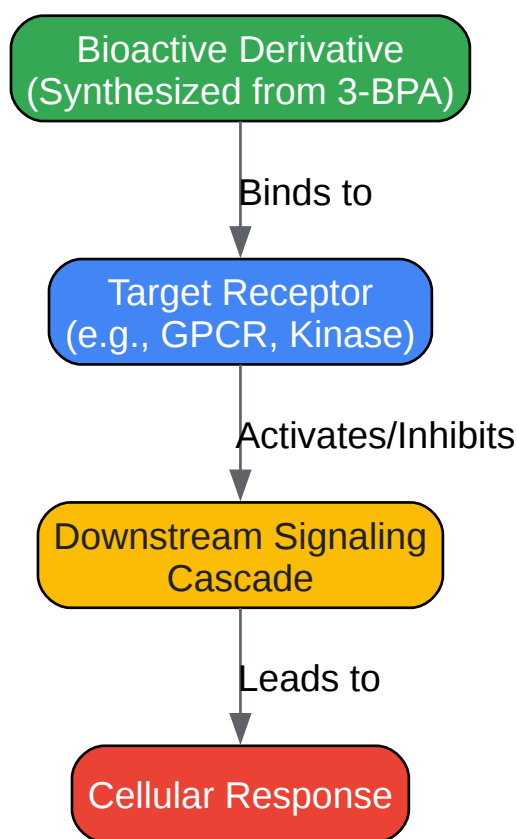 Bioactive Derivative
(Synthesized from 3-BPA)
Binds to
Target Receptor
(e.g., GPCR, Kinase)
Activates/Inhibits
Downstream Signaling
Cascade
Leads to
Cellular Response